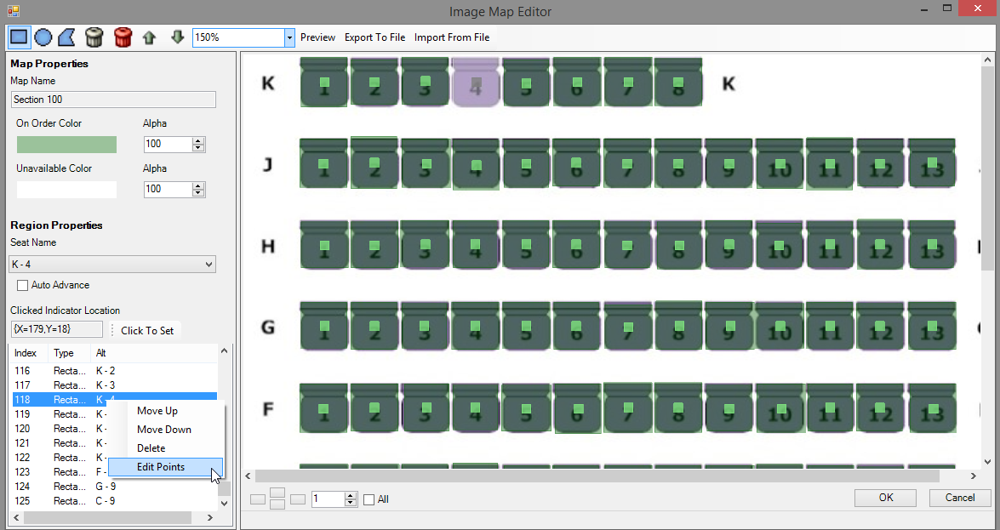 Image Map Editor
150% Preview Export To File Import From File
Map Properties
Map Name
Section 100
On Order Color Alpha
100
Unavailable Color Alpha
100
Region Properties
Seat Name
K - 4
Auto Advance
Clicked Indicator Location
{X=179,Y=18} Click To Set
Index Type Alt
116 Recta... K - 2
117 Recta... K - 3
118 Recta... K - 4
119 Recta... K -
120 Recta... K -
121 Recta... K -
122 Recta... K -
123 Recta... F -
124 Recta... G - 9
125 Recta... C - 9
Move Up
Move Down
Delete
Edit Points
K 1 2 3 4 5 6 7 8 K
J 1 2 3 4 5 6 7 8 9 10 11 12 13
H 1 2 3 4 5 6 7 8 9 10 11 12 13
G 1 2 3 4 5 6 7 8 9 10 11 12 13
F 1 2 3 4 5 6 7 8 9 10 11 12 13
1 All
OK Cancel